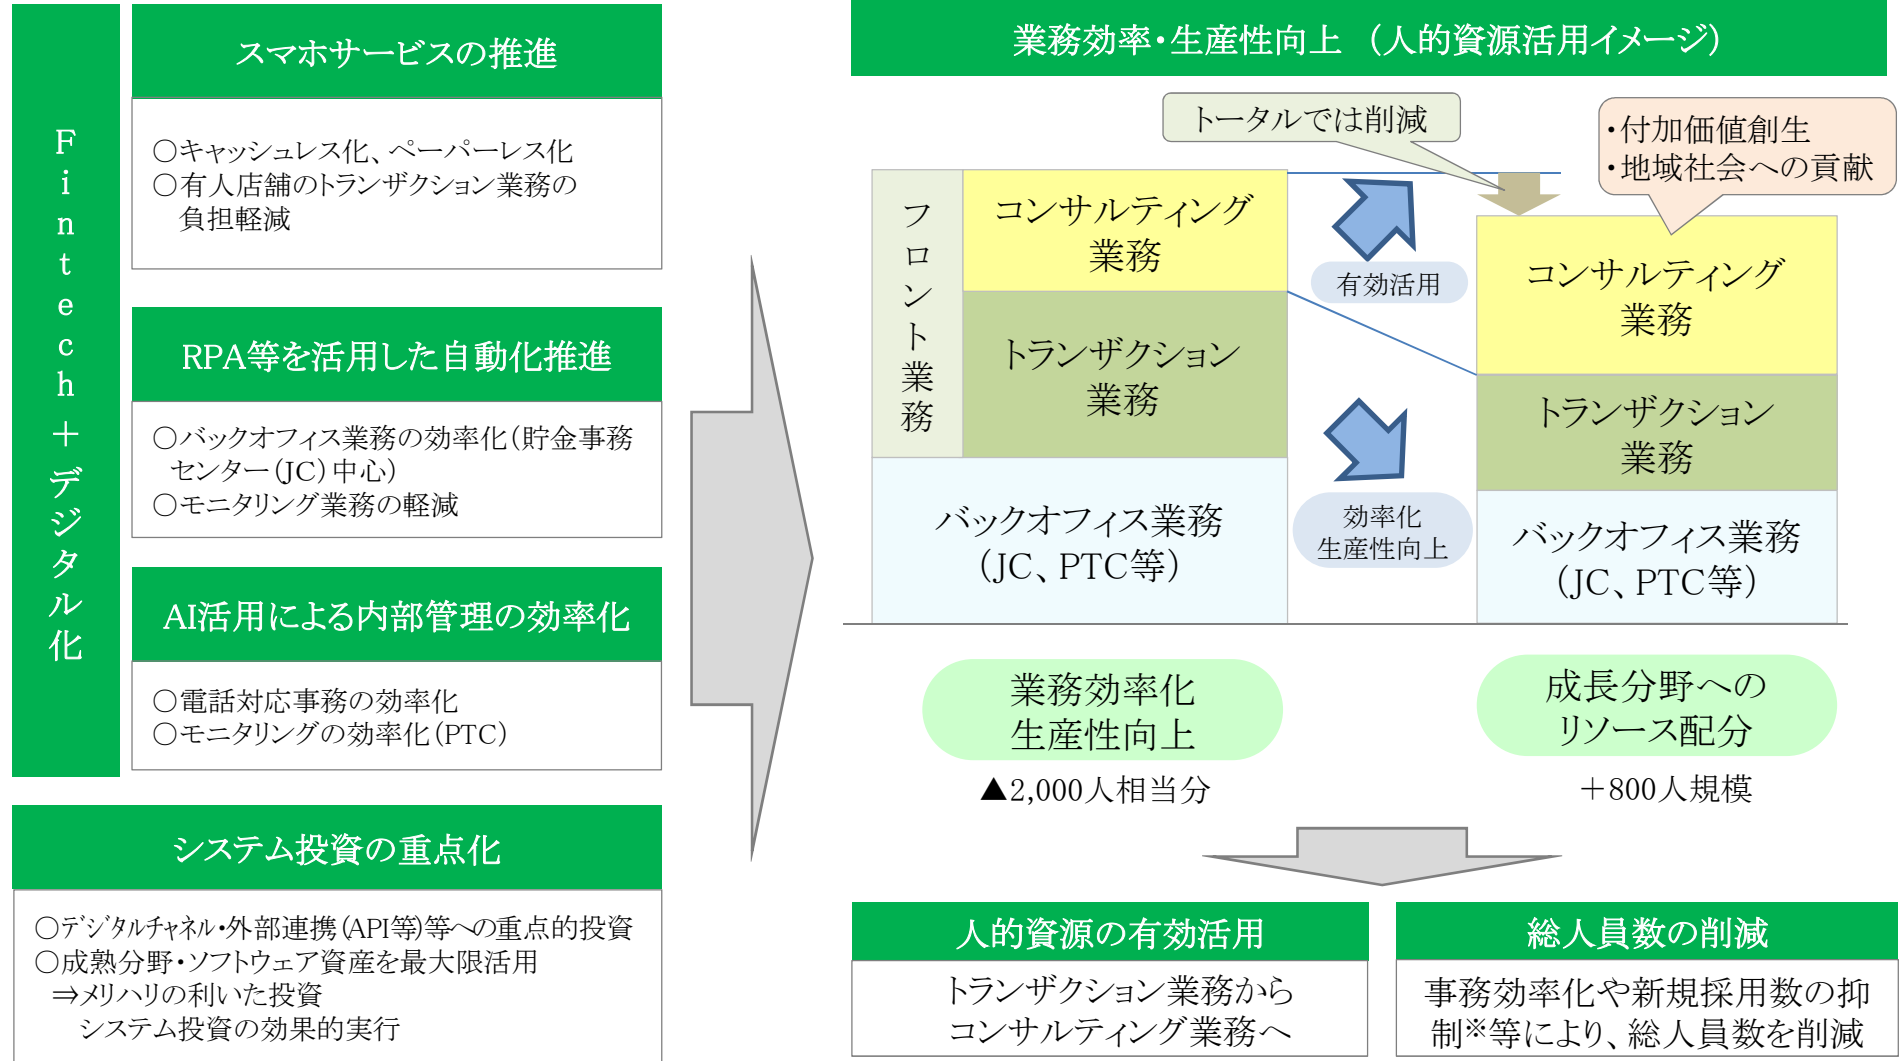 Fintech＋デジタル化
スマホサービスの推進
○キャッシュレス化、ペーパーレス化
○有人店舗のトランザクション業務の
負担軽減
RPA等を活用した自動化推進
○バックオフィス業務の効率化（貯金事務
センター（JC）中心）
○モニタリング業務の軽減
AI活用による内部管理の効率化
○電話対応事務の効率化
○モニタリングの効率化（PTC）
システム投資の重点化
○デジタルチャネル・外部連携（API等）等への重点的投資
○成熟分野・ソフトウェア資産を最大限活用
⇒メリハリの利いた投資
システム投資の効果的実行
業務効率・生産性向上　（人的資源活用イメージ）
トータルでは削減
・付加価値創生
・地域社会への貢献
フロント業務
コンサルティング
業務
トランザクション
業務
バックオフィス業務
（JC、PTC等）
有効活用
効率化
生産性向上
コンサルティング
業務
トランザクション
業務
バックオフィス業務
（JC、PTC等）
業務効率化
生産性向上
▲2,000人相当分
成長分野への
リソース配分
＋800人規模
人的資源の有効活用
トランザクション業務から
コンサルティング業務へ
総人員数の削減
事務効率化や新規採用数の抑
制※等により、総人員数を削減